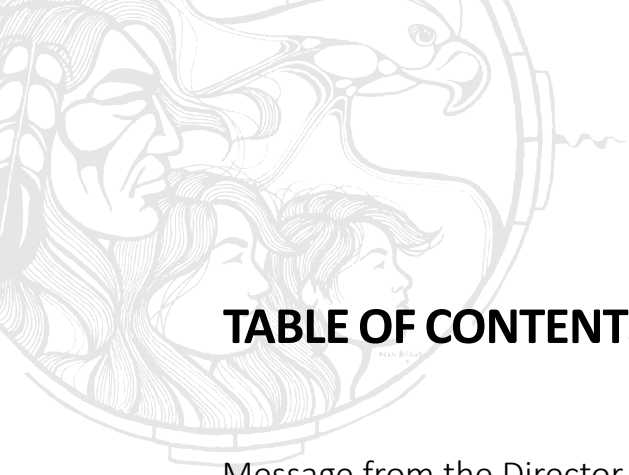 TABLE OF CONTENT
Message from the Director